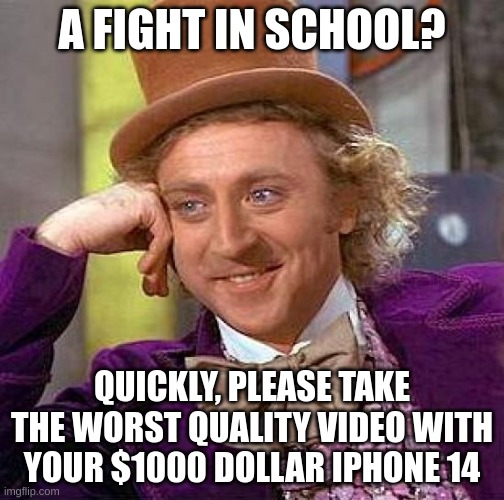 A FIGHT IN SCHOOL?
QUICKLY, PLEASE TAKE
THE WORST QUALITY VIDEO WITH
YOUR $1000 DOLLAR IPHONE 14
imgflip.com